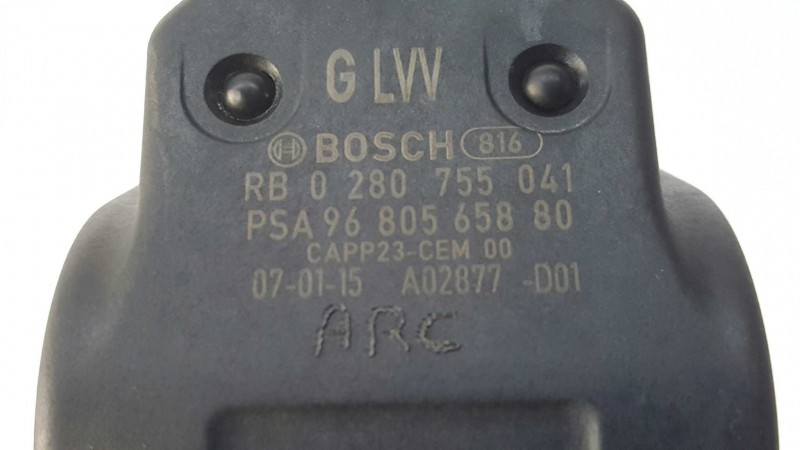 G LVV
BOSCH 816
RB 0 280 755 041
PSA 96 805 658 80
CAPP23-CEM 00
07-01-15 A02877 -D01
ARC